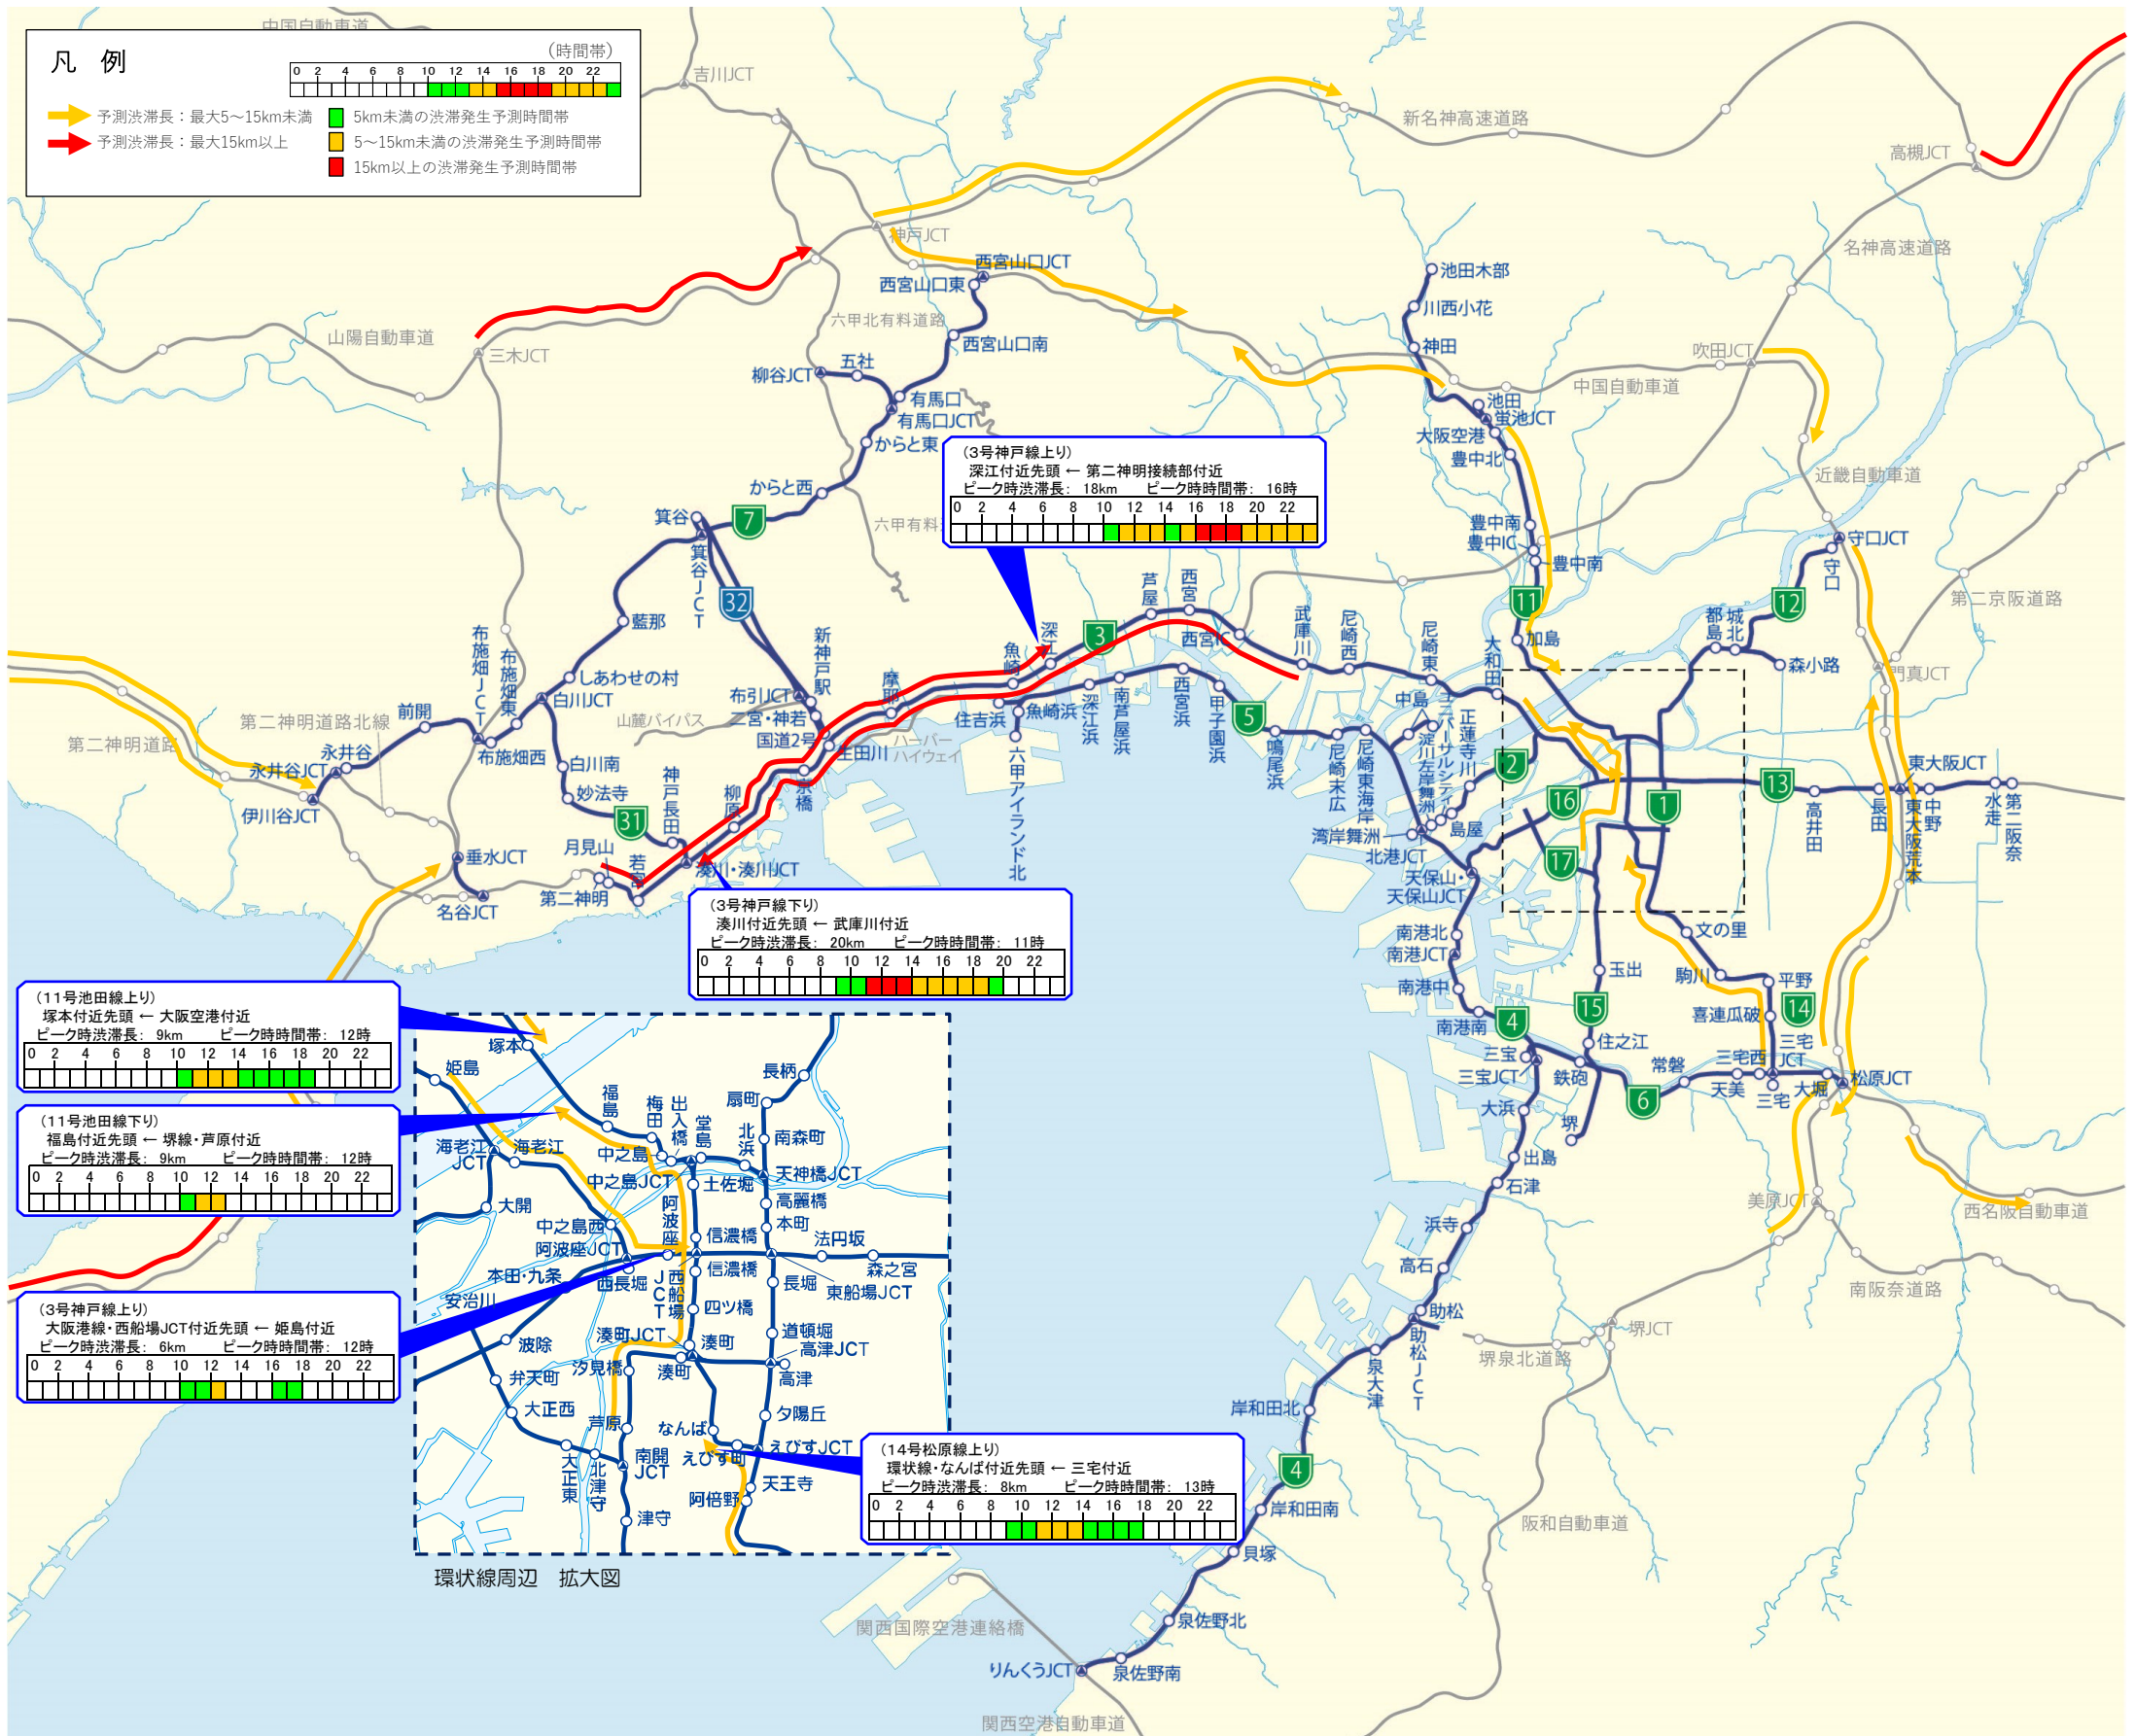 中国自動車道
凡 例
（時間帯）
0 2 4 6 8 10 12 14 16 18 20 22
予測渋滞長：最大5～15km未満
5km未満の渋滞発生予測時間帯
予測渋滞長：最大15km以上
5～15km未満の渋滞発生予測時間帯
15km以上の渋滞発生予測時間帯
吉川JCT
新名神高速道路
高槻JCT
神戸JCT
名神高速道路
西宮山口JCT
西宮山口東
池田木部
川西小花
六甲北有料道路
山陽自動車道
三木JCT
西宮山口南
神田
吹田JCT
柳谷JCT
五社
中国自動車道
有馬口
有馬口JCT
池田
蛍池JCT
大阪空港
からと東
豊中北
近畿自動車道
（3号神戸線上り）
深江付近先頭 ← 第二神明接続部付近
ピーク時渋滞長： 18km ピーク時時間帯： 16時
0 2 4 6 8 10 12 14 16 18 20 22
からと西
箕谷
7
六甲有料
豊中南
豊中IC
豊中南
守口JCT
守口
箕谷JCT
32
11
12
第二京阪道路
藍那
芦屋
西宮
西宮IC
武庫川
尼崎西
尼崎東
大和田
加島
都島
城北
森小路
門真JCT
布施畑JCT
布施畑東
しあわせの村
白川JCT
新神戸駅
布引JCT
二宮・神若
国道2号
生田川
摩耶
魚崎
深江
3
山麓バイパス
ハーバー
ハイウェイ
住吉浜
魚崎浜
深江浜
南芦屋浜
西宮浜
甲子園浜
5
鳴尾浜
尼崎末広
尼崎東海岸
中島
ユニバーサルシティ
淀川左岸舞洲
正蓮寺川
2
第二神明道路北線
第二神明道路
前開
永井谷
永井谷JCT
伊川谷JCT
布施畑西
白川南
妙法寺
31
神戸長田
柳原
京橋
六甲アイランド北
湾岸舞洲
島屋
北港JCT
16
1
13
高井田
長田
東大阪JCT
東大阪荒本
中野
水走
第二阪奈
垂水JCT
名谷JCT
月見山
第二神明
若宮
湊川・湊川JCT
17
天保山・
天保山JCT
（3号神戸線下り）
湊川付近先頭 ← 武庫川付近
ピーク時渋滞長： 20km ピーク時時間帯： 11時
0 2 4 6 8 10 12 14 16 18 20 22
南港北
南港JCT
南港中
南港南
4
文の里
駒川
平野
玉出
15
喜連瓜破
14
住之江
三宝
三宝JCT
鉄砲
常磐
三宅西
三宅
JCT
天美
三宅
大堀
松原JCT
6
大浜
堺
出島
石津
浜寺
高石
助松
助松JCT
泉大津
岸和田北
4
岸和田南
貝塚
泉佐野北
泉佐野南
りんくうJCT
美原JCT
西名阪自動車道
南阪奈道路
堺JCT
堺泉北道路
阪和自動車道
関西国際空港連絡橋
関西空港自動車道
（11号池田線上り）
塚本付近先頭 ← 大阪空港付近
ピーク時渋滞長： 9km ピーク時時間帯： 12時
0 2 4 6 8 10 12 14 16 18 20 22
（11号池田線下り）
福島付近先頭 ← 堺線・芦原付近
ピーク時渋滞長： 9km ピーク時時間帯： 12時
0 2 4 6 8 10 12 14 16 18 20 22
（3号神戸線上り）
大阪港線・西船場JCT付近先頭 ← 姫島付近
ピーク時渋滞長： 6km ピーク時時間帯： 12時
0 2 4 6 8 10 12 14 16 18 20 22
塚本
姫島
福島
梅田
出入橋
堂島
北浜
扇町
長柄
南森町
海老江
JCT
海老江
中之島
中之島JCT
土佐堀
天神橋JCT
高麗橋
大開
中之島西
阿波座
阿波座JCT
信濃橋
本町
法円坂
森之宮
本田・九条
西長堀
西船場
JCT
信濃橋
長堀
東船場JCT
安治川
四ツ橋
波除
湊町JCT
湊町
道頓堀
高津JCT
汐見橋
湊町
高津
弁天町
大正西
芦原
なんば
夕陽丘
えびす町
えびすJCT
大正東
北津守
南開
JCT
天王寺
阿倍野
津守
（14号松原線上り）
環状線・なんば付近先頭 ← 三宅付近
ピーク時渋滞長： 8km ピーク時時間帯： 13時
0 2 4 6 8 10 12 14 16 18 20 22
環状線周辺 拡大図